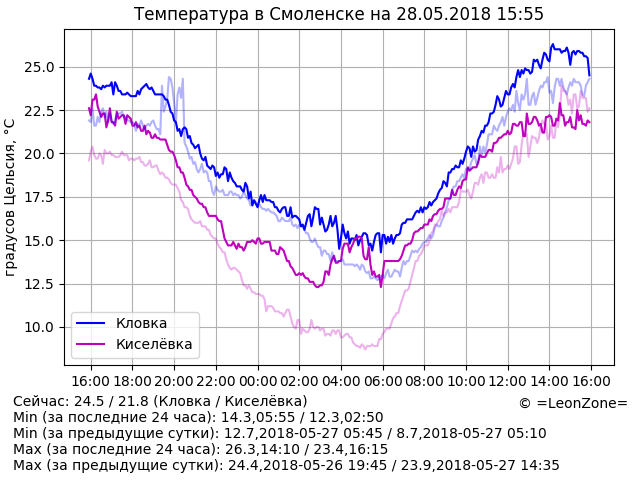 Температура в Смоленске на 28.05.2018 15:55
градусов Цельсия, °C
25.0
22.5
20.0
17.5
15.0
12.5
10.0
Кловка
Киселёвка
16:00 18:00 20:00 22:00 00:00 02:00 04:00 06:00 08:00 10:00 12:00 14:00 16:00
Сейчас: 24.5 / 21.8 (Кловка / Киселёвка)
© =LeonZone=
Min (за последние 24 часа): 14.3,05:55 / 12.3,02:50
Min (за предыдущие сутки): 12.7,2018-05-27 05:45 / 8.7,2018-05-27 05:10
Max (за последние 24 часа): 26.3,14:10 / 23.4,16:15
Max (за предыдущие сутки): 24.4,2018-05-26 19:45 / 23.9,2018-05-27 14:35